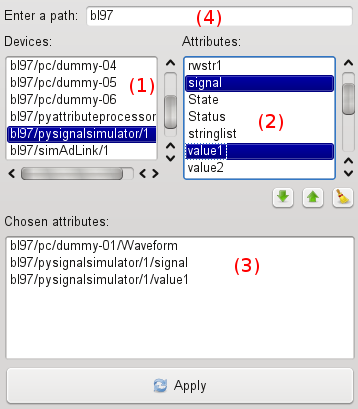 Enter a path: bl97 (4)
Devices: Attributes:
bl97/pc/dummy-04 rwstr1
bl97/pc/dummy-05 (1) signal
bl97/pc/dummy-06 State
bl97/pyattributeprocessor Status
bl97/pysignalsimulator/1 stringlist (2)
bl97/simAdLink/1 value1
value2
Chosen attributes:
bl97/pc/dummy-01/Waveform
bl97/pysignalsimulator/1/signal (3)
bl97/pysignalsimulator/1/value1
Apply